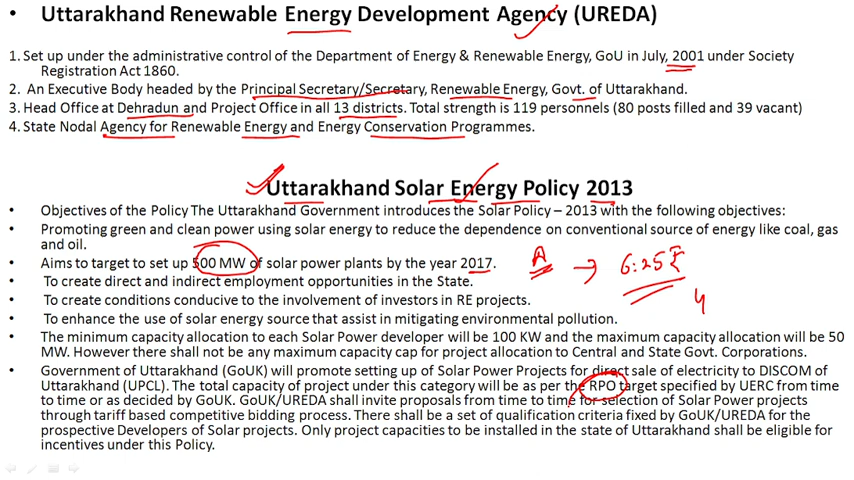 • Uttarakhand Renewable Energy Development Agency (UREDA)
1. Set up under the administrative control of the Department of Energy & Renewable Energy, GoU in July, 2001 under Society
Registration Act 1860.
2. An Executive Body headed by the Principal Secretary/Secretary, Renewable Energy, Govt. of Uttarakhand.
3. Head Office at Dehradun and Project Office in all 13 districts. Total strength is 119 personnels (80 posts filled and 39 vacant)
4. State Nodal Agency for Renewable Energy and Energy Conservation Programmes.
Uttarakhand Solar Energy Policy 2013
• Objectives of the Policy The Uttarakhand Government introduces the Solar Policy – 2013 with the following objectives:
• Promoting green and clean power using solar energy to reduce the dependence on conventional source of energy like coal, gas
and oil.
• Aims to target to set up 500 MW of solar power plants by the year 2017.
A → 6.25₹
• To create direct and indirect employment opportunities in the State.
• To create conditions conducive to the involvement of investors in RE projects.
4
• To enhance the use of solar energy source that assist in mitigating environmental pollution.
• The minimum capacity allocation to each Solar Power developer will be 100 KW and the maximum capacity allocation will be 50
MW. However there shall not be any maximum capacity cap for project allocation to Central and State Govt. Corporations.
• Government of Uttarakhand (GoUK) will promote setting up of Solar Power Projects for direct sale of electricity to DISCOM of
Uttarakhand (UPCL). The total capacity of project under this category will be as per the RPO target specified by UERC from time
to time or as decided by GoUK. GoUK/UREDA shall invite proposals from time to time for selection of Solar Power projects
through tariff based competitive bidding process. There shall be a set of qualification criteria fixed by GoUK/UREDA for the
prospective Developers of Solar projects. Only project capacities to be installed in the state of Uttarakhand shall be eligible for
incentives under this Policy.